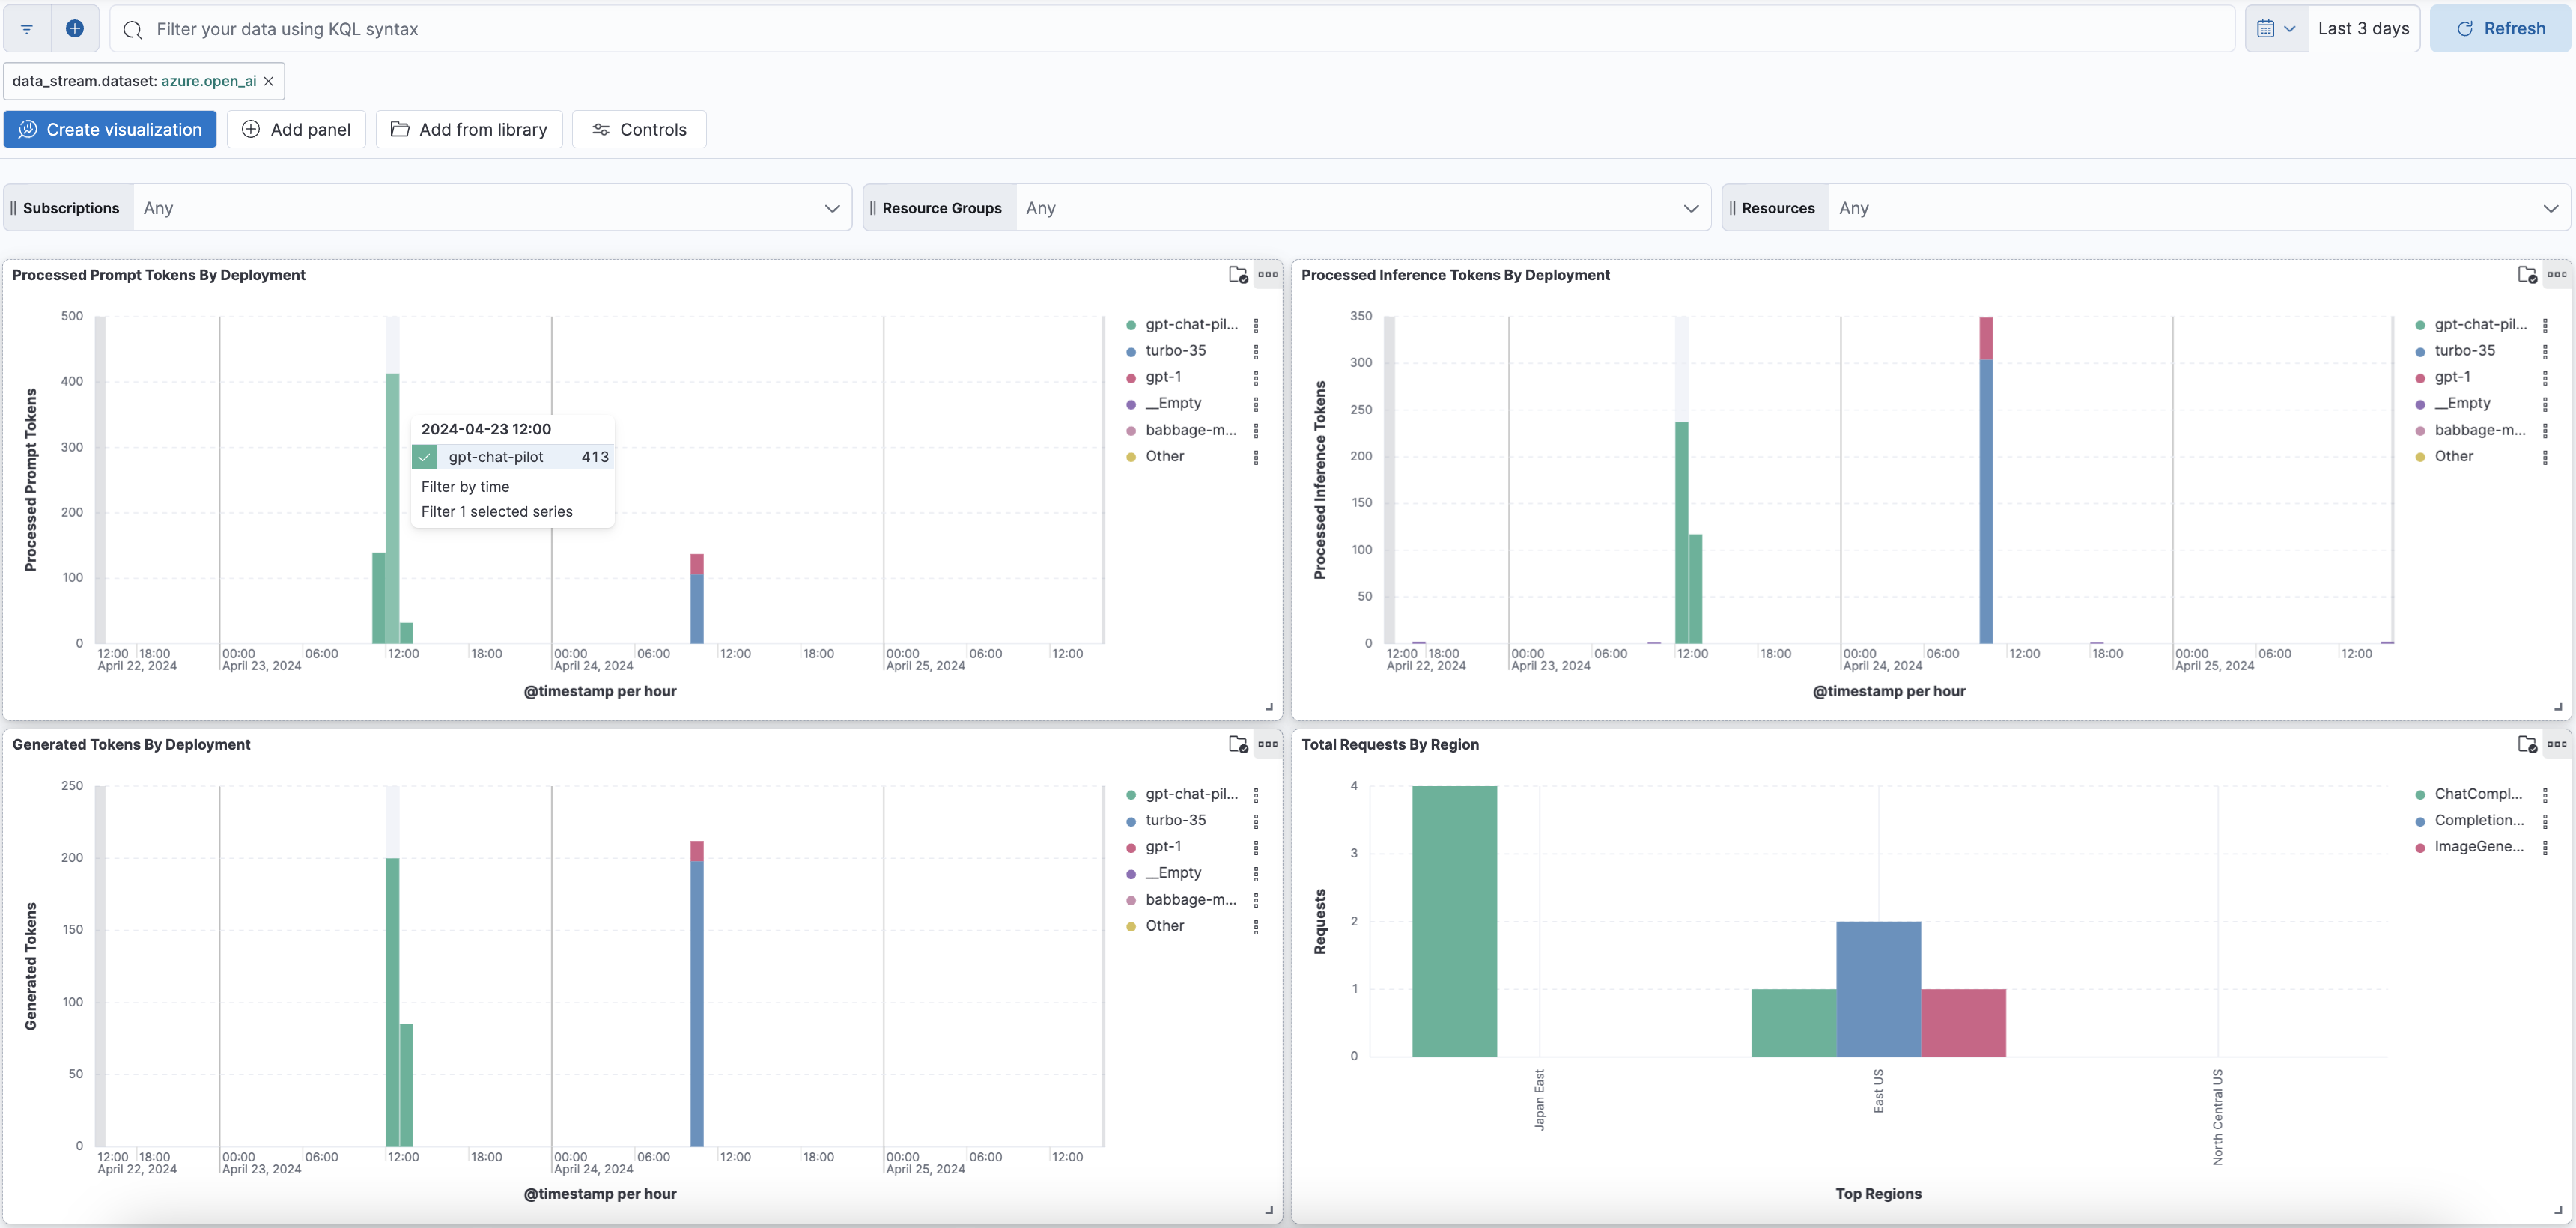 Filter your data using KQL syntax
Last 3 days
Refresh
data_stream.dataset: azure.open_ai
Create visualization
Add panel
Add from library
Controls
Subscriptions Any
Resource Groups Any
Resources Any
Processed Prompt Tokens By Deployment
Processed Prompt Tokens
500
400
300
200
100
0
12:00 18:00 00:00 06:00 12:00 18:00 00:00 06:00 12:00 18:00 00:00 06:00 12:00
April 22, 2024 April 23, 2024 April 24, 2024 April 25, 2024
@timestamp per hour
2024-04-23 12:00
gpt-chat-pilot 413
Filter by time
Filter 1 selected series
gpt-chat-pil...
turbo-35
gpt-1
__Empty
babbage-m...
Other
Processed Inference Tokens By Deployment
Processed Inference Tokens
350
300
250
200
150
100
50
0
12:00 18:00 00:00 06:00 12:00 18:00 00:00 06:00 12:00 18:00 00:00 06:00 12:00
April 22, 2024 April 23, 2024 April 24, 2024 April 25, 2024
@timestamp per hour
gpt-chat-pil...
turbo-35
gpt-1
__Empty
babbage-m...
Other
Generated Tokens By Deployment
Generated Tokens
250
200
150
100
50
0
12:00 18:00 00:00 06:00 12:00 18:00 00:00 06:00 12:00 18:00 00:00 06:00 12:00
April 22, 2024 April 23, 2024 April 24, 2024 April 25, 2024
@timestamp per hour
gpt-chat-pil...
turbo-35
gpt-1
__Empty
babbage-m...
Other
Total Requests By Region
Requests
4
3
2
1
0
Japan East
East US
North Central US
Top Regions
ChatCompl...
Completion...
ImageGene...